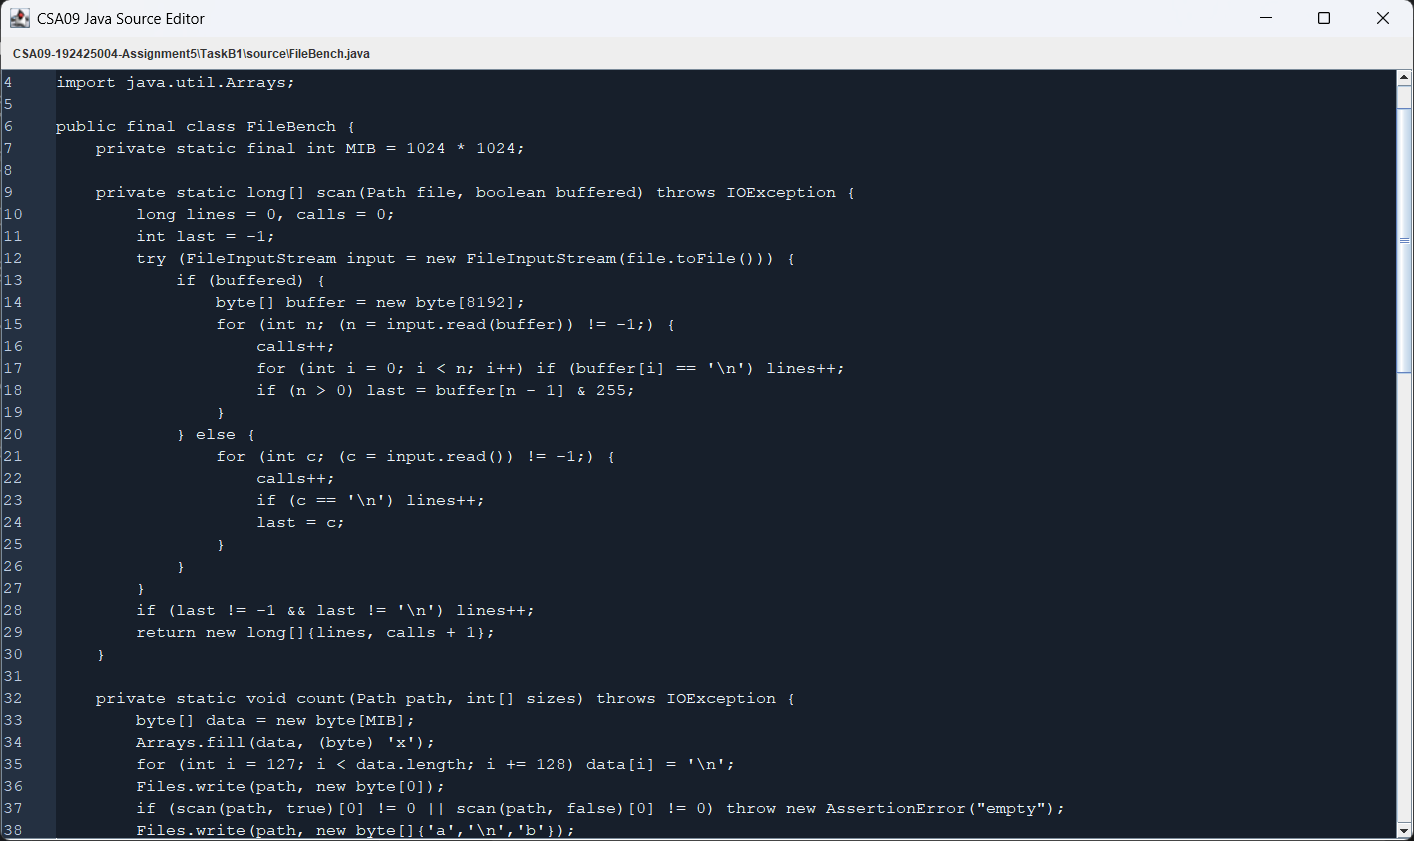 CSA09 Java Source Editor
CSA09-192425004-Assignment5\TaskB1\source\FileBench.java
4 import java.util.Arrays;
5
6 public final class FileBench {
7     private static final int MIB = 1024 * 1024;
8
9     private static long[] scan(Path file, boolean buffered) throws IOException {
10         long lines = 0, calls = 0;
11         int last = -1;
12         try (FileInputStream input = new FileInputStream(file.toFile())) {
13             if (buffered) {
14                 byte[] buffer = new byte[8192];
15                 for (int n; (n = input.read(buffer)) != -1;) {
16                     calls++;
17                     for (int i = 0; i < n; i++) if (buffer[i] == '\n') lines++;
18                     if (n > 0) last = buffer[n - 1] & 255;
19                 }
20             } else {
21                 for (int c; (c = input.read()) != -1;) {
22                     calls++;
23                     if (c == '\n') lines++;
24                     last = c;
25                 }
26             }
27         }
28         if (last != -1 && last != '\n') lines++;
29         return new long[]{lines, calls + 1};
30     }
31
32     private static void count(Path path, int[] sizes) throws IOException {
33         byte[] data = new byte[MIB];
34         Arrays.fill(data, (byte) 'x');
35         for (int i = 127; i < data.length; i += 128) data[i] = '\n';
36         Files.write(path, new byte[0]);
37         if (scan(path, true)[0] != 0 || scan(path, false)[0] != 0) throw new AssertionError("empty");
38         Files.write(path, new byte[]{'a','\n','b'});